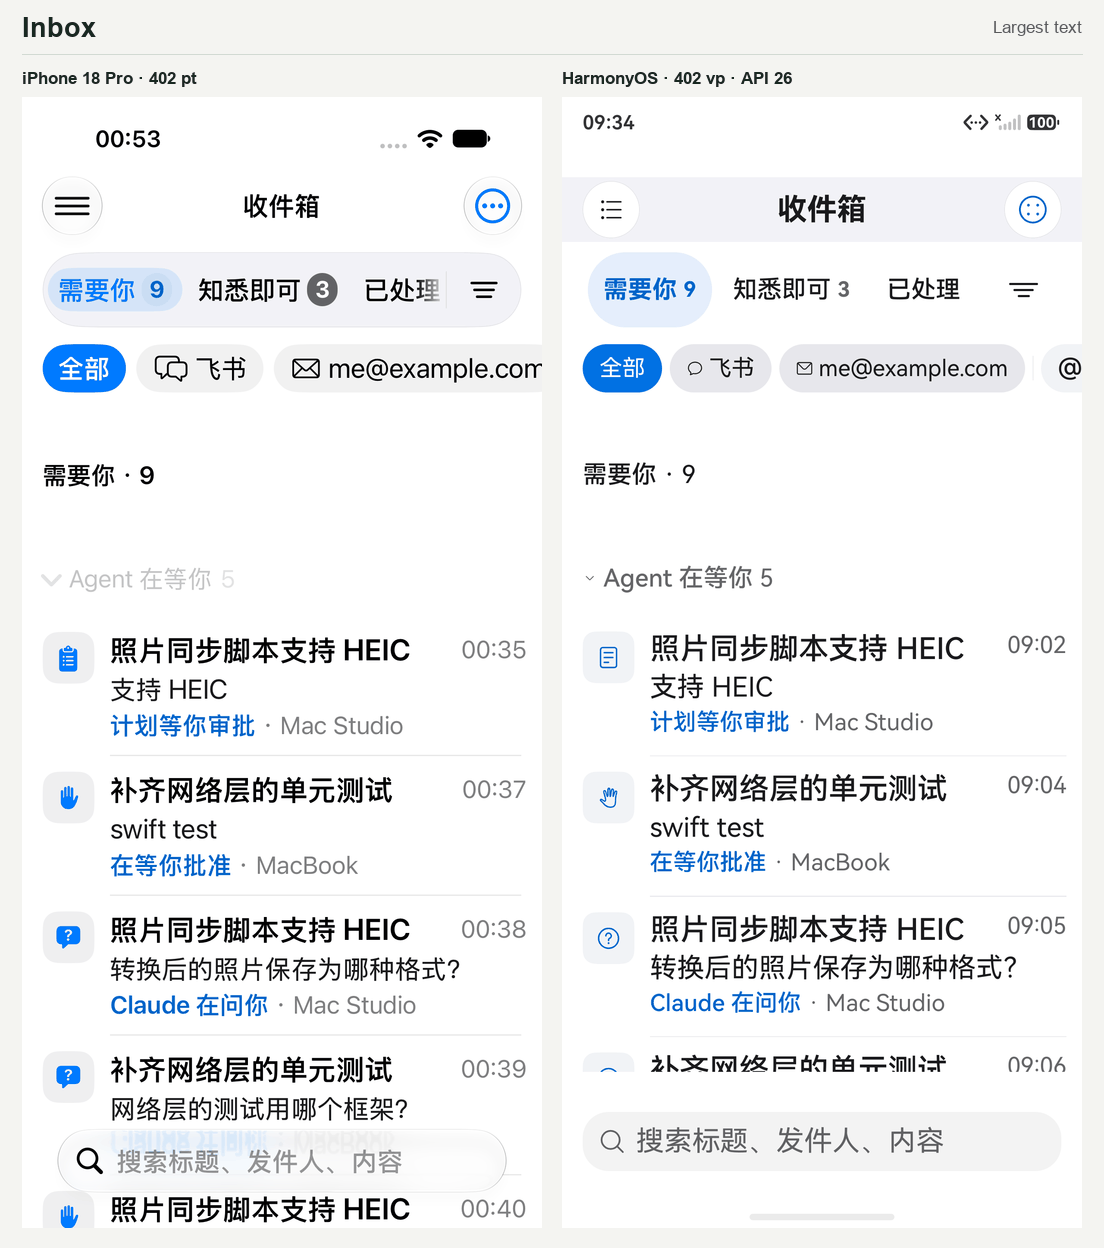 Inbox
Largest text
iPhone 18 Pro · 402 pt
HarmonyOS · 402 vp · API 26
00:53
收件箱
需要你 9 知悉即可 3 已处理
全部 飞书 me@example.com
需要你 · 9
Agent 在等你 5
照片同步脚本支持 HEIC 00:35
支持 HEIC
计划等你审批 · Mac Studio
补齐网络层的单元测试 00:37
swift test
在等你批准 · MacBook
照片同步脚本支持 HEIC 00:38
转换后的照片保存为哪种格式?
Claude 在问你 · Mac Studio
补齐网络层的单元测试 00:39
网络层的测试用哪个框架?
搜索标题、发件人、内容
照片同步脚本支持 HEIC 00:40
09:34
100
收件箱
需要你 9 知悉即可 3 已处理
全部 飞书 me@example.com @
需要你 · 9
Agent 在等你 5
照片同步脚本支持 HEIC 09:02
支持 HEIC
计划等你审批 · Mac Studio
补齐网络层的单元测试 09:04
swift test
在等你批准 · MacBook
照片同步脚本支持 HEIC 09:05
转换后的照片保存为哪种格式?
Claude 在问你 · Mac Studio
补齐网络层的单元测试 09:06
搜索标题、发件人、内容